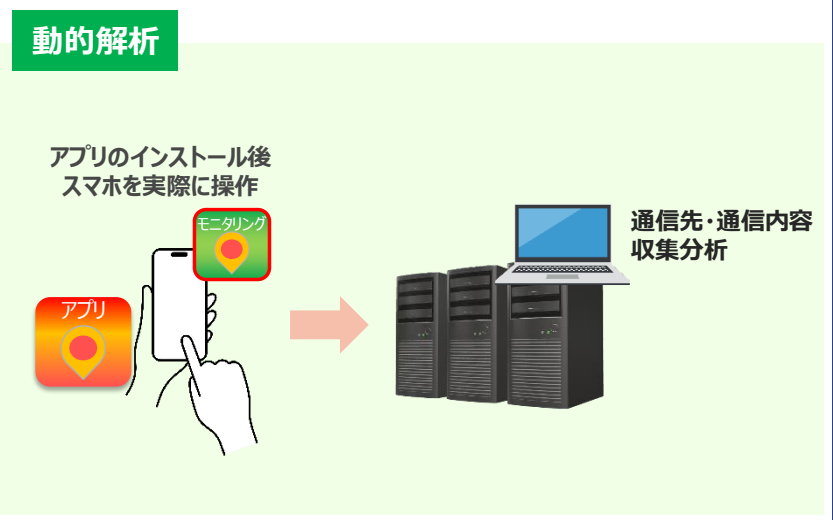 動的解析
アプリのインストール後
スマホを実際に操作
モニタリング
アプリ
通信先・通信内容
収集分析